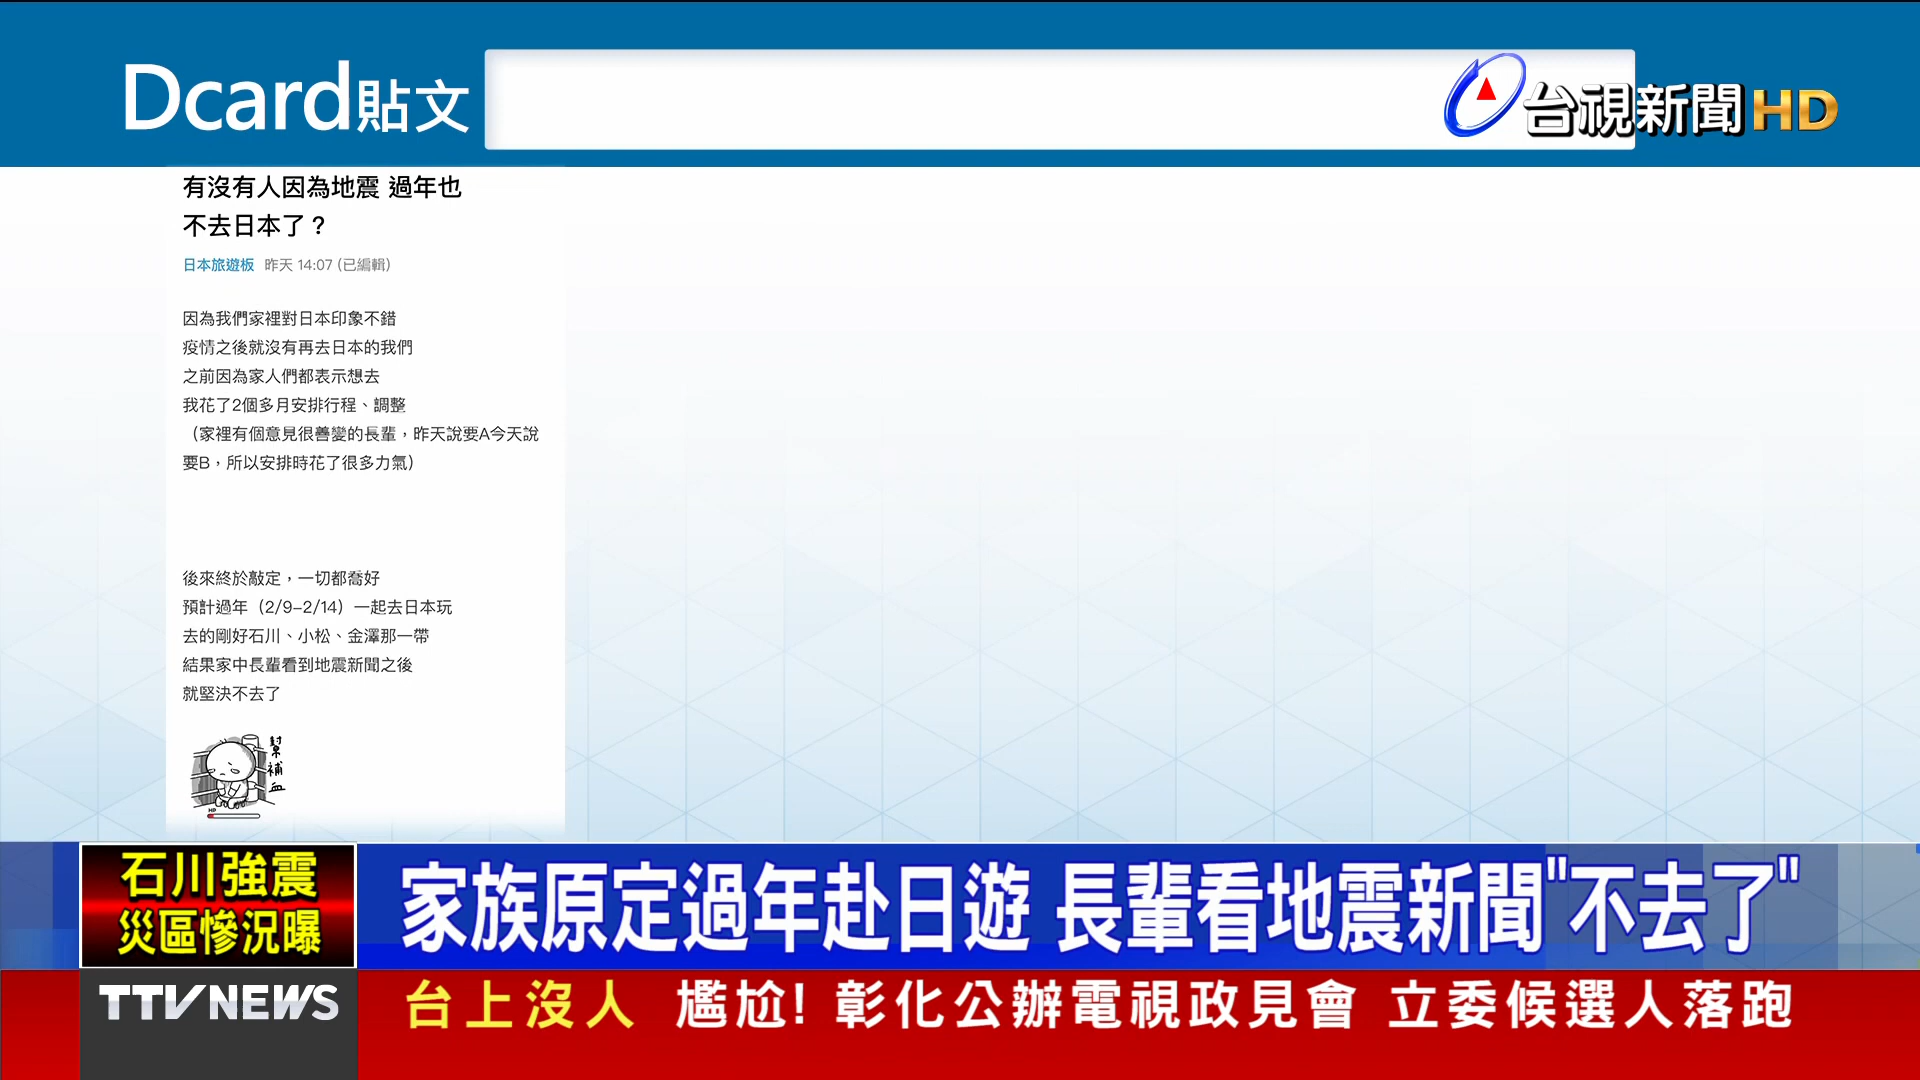 Dcard貼文
台視新聞HD
有沒有人因為地震 過年也
不去日本了？
日本旅遊板 昨天 14:07 (已編輯)
因為我們家裡對日本印象不錯
疫情之後就沒有再去日本的我們
之前因為家人們都表示想去
我花了2個多月安排行程、調整
（家裡有個意見很善變的長輩，昨天說要A今天說
要B，所以安排時花了很多力氣）
後來終於敲定，一切都喬好
預計過年（2/9-2/14）一起去日本玩
去的剛好石川、小松、金澤那一帶
結果家中長輩看到地震新聞之後
就堅決不去了
幫補血
HP
石川強震
災區慘況曝
家族原定過年赴日遊 長輩看地震新聞"不去了"
TTV NEWS
台上沒人 尷尬! 彰化公辦電視政見會 立委候選人落跑